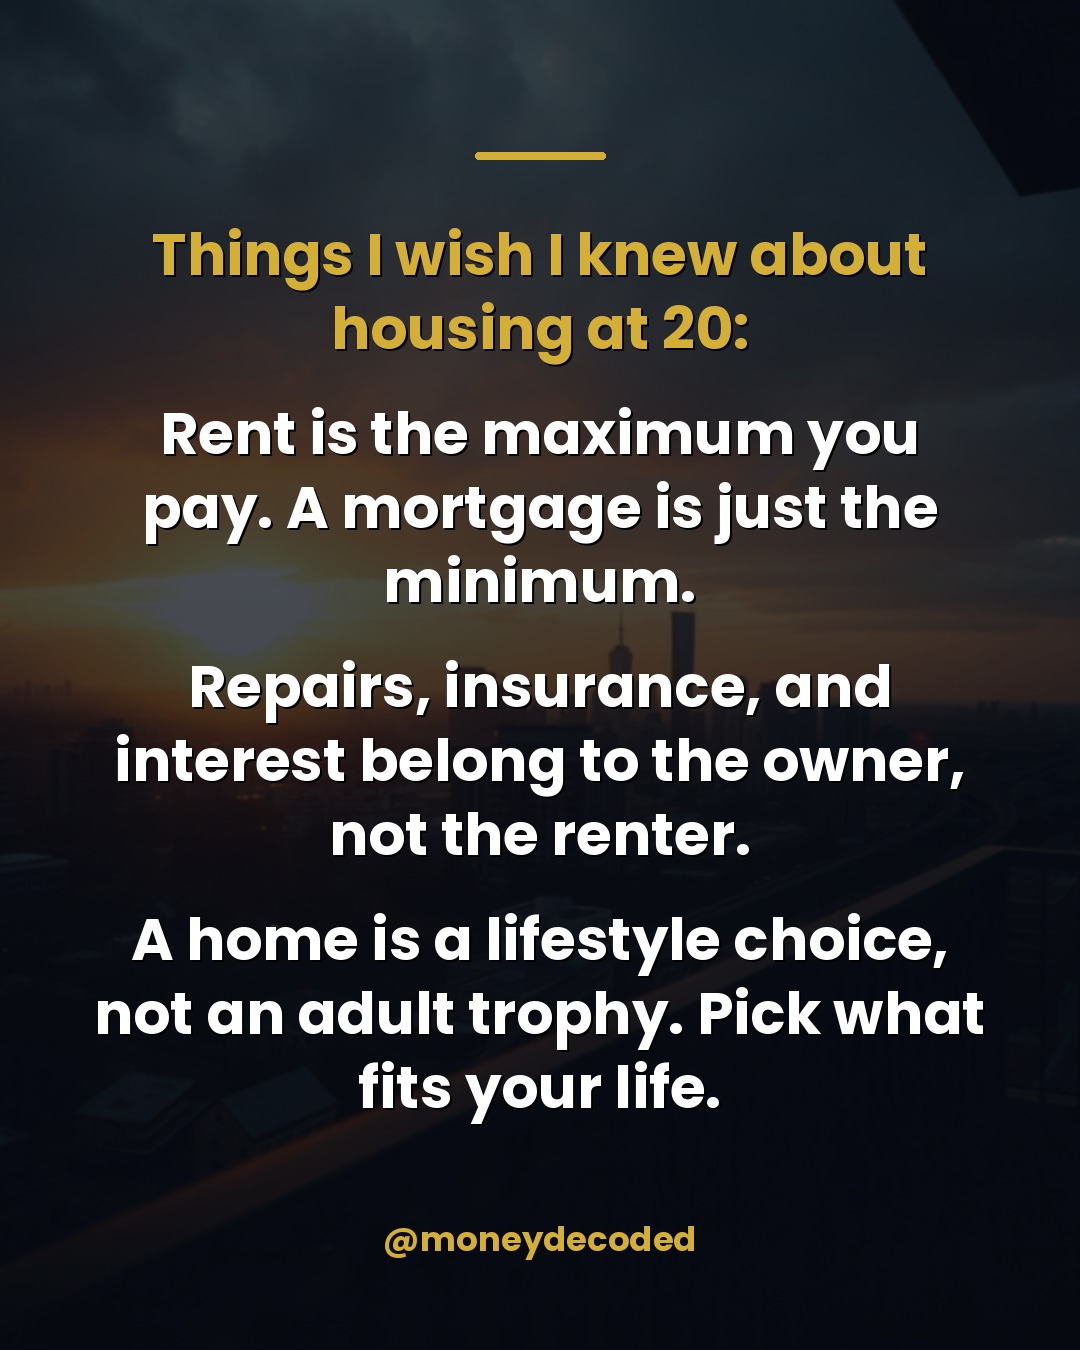 Things I wish I knew about
housing at 20:
Rent is the maximum you
pay. A mortgage is just the
minimum.
Repairs, insurance, and
interest belong to the owner,
not the renter.
A home is a lifestyle choice,
not an adult trophy. Pick what
fits your life.
@moneydecoded